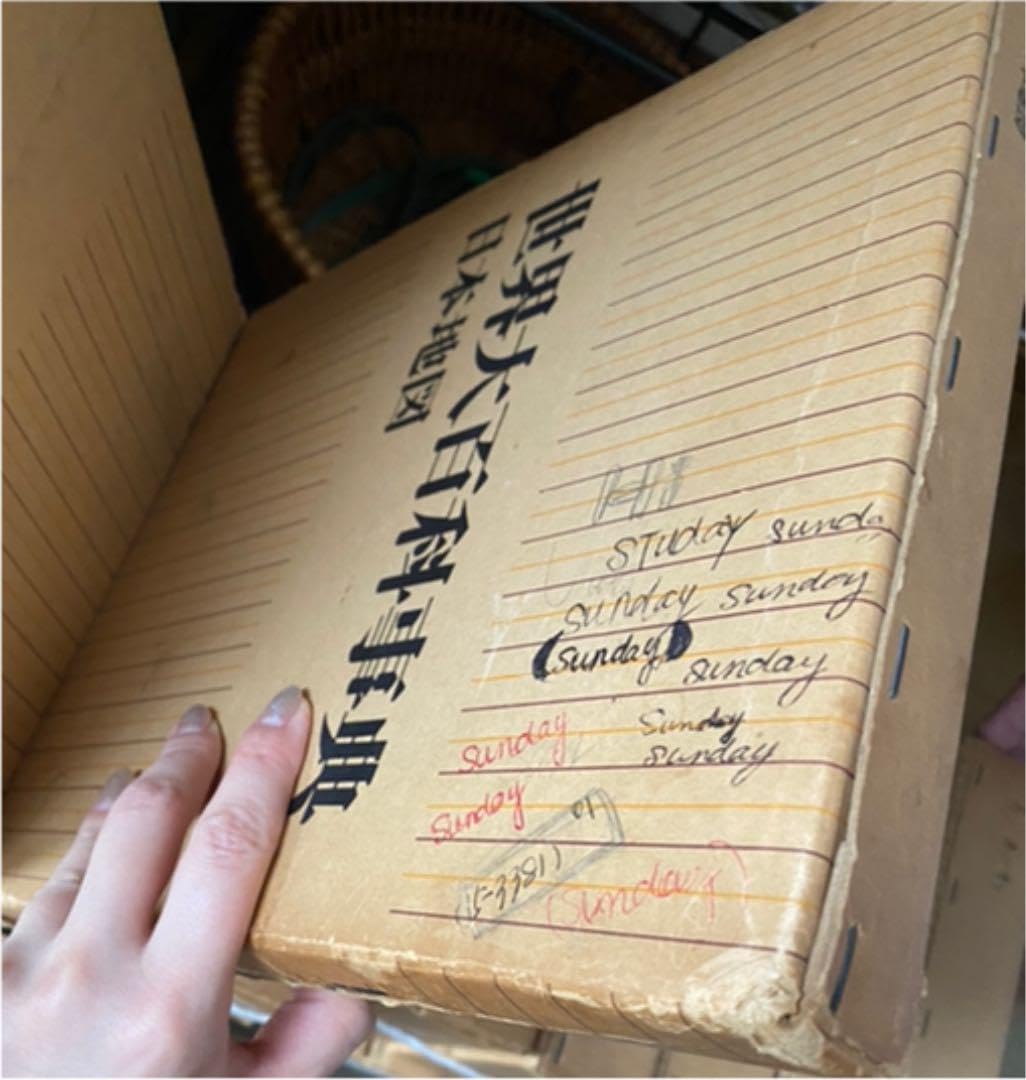 世界大百科事典
日本地図
STUDAY sunda
sunday sunday
(sunday) sunday
Sunday
sunday
sunday
sunday
(sunday)